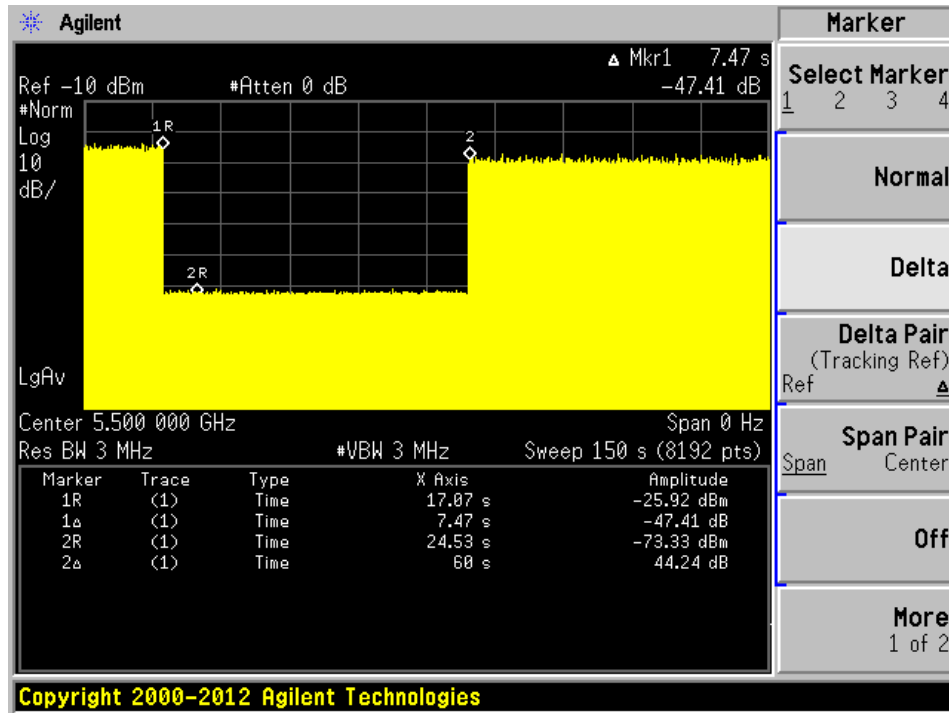 Agilent
Marker
Δ Mkr1 7.47 s
Ref -10 dBm #Atten 0 dB -47.41 dB
Select Marker
1 2 3 4
#Norm
Log
10
dB/
1R
2
2R
LgAv
Normal
Delta
Delta Pair
(Tracking Ref)
Ref Δ
Center 5.500 000 GHz Span 0 Hz
Res BW 3 MHz #VBW 3 MHz Sweep 150 s (8192 pts)
Span Pair
Span Center
Marker Trace Type X Axis Amplitude
1R (1) Time 17.07 s -25.92 dBm
1Δ (1) Time 7.47 s -47.41 dB
2R (1) Time 24.53 s -73.33 dBm
2Δ (1) Time 60 s 44.24 dB
Off
More
1 of 2
Copyright 2000-2012 Agilent Technologies